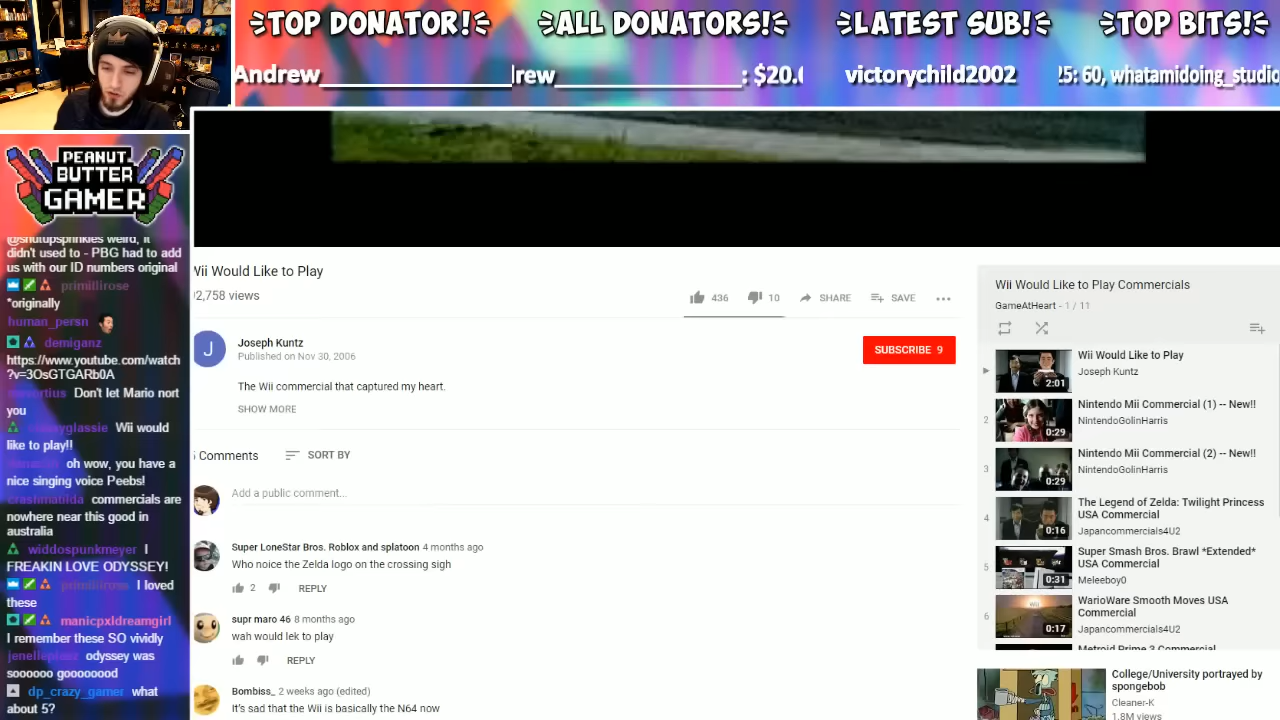 TOP DONATOR!
ALL DONATORS!
LATEST SUB!
TOP BITS!
Andrew
rew
: $20.
victorychild2002
25: 60, whatamidoing_studio
PEANUT
BUTTER
GAMER
@shutupsprinkles weird, it
didn't used to - PBG had to add
us with our ID numbers original
primillirose
*originally
human_persn
demiganz
https://www.youtube.com/watch
?v=3OsGTGARb0A
Don't let Mario nort
you
Wii would
like to play!!
oh wow, you have a
nice singing voice Peebs!
crashmatilda commercials are
nowhere near this good in
australia
widdospunkmeyer I
FREAKIN LOVE ODYSSEY!
primillirose I loved
these
manicpxldreamgirl
I remember these SO vividly
odyssey was
soooooo gooooooood
dp_crazy_gamer what
about 5?
Wii Would Like to Play
2,758 views
436
10
SHARE
SAVE
J
Joseph Kuntz
Published on Nov 30, 2006
SUBSCRIBE 9
The Wii commercial that captured my heart.
SHOW MORE
Comments
SORT BY
Add a public comment...
Super LoneStar Bros. Roblox and splatoon 4 months ago
Who noice the Zelda logo on the crossing sigh
2
REPLY
supr maro 46 8 months ago
wah would lek to play
REPLY
Bombiss_ 2 weeks ago (edited)
It's sad that the Wii is basically the N64 now
Wii Would Like to Play Commercials
GameAtHeart - 1 / 11
Wii Would Like to Play
Joseph Kuntz
2:01
2
Nintendo Mii Commercial (1) -- New!!
NintendoGolinHarris
0:29
3
Nintendo Mii Commercial (2) -- New!!
NintendoGolinHarris
0:29
4
The Legend of Zelda: Twilight Princess
USA Commercial
Japancommercials4U2
0:16
5
Super Smash Bros. Brawl *Extended*
USA Commercial
Meleeboy0
0:31
6
WarioWare Smooth Moves USA
Commercial
Japancommercials4U2
Wii
0:17
Metroid Prime 3 Commercial
College/University portrayed by
spongebob
Cleaner-K
1.8M views